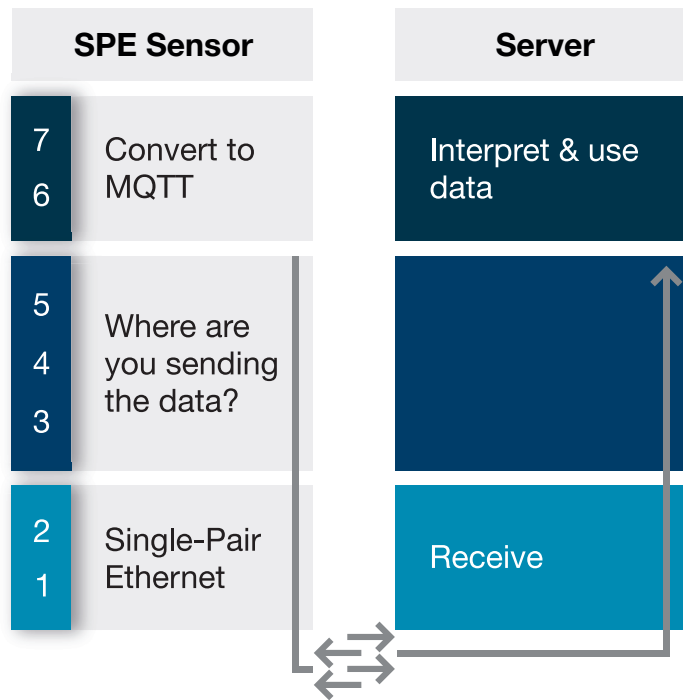 SPE Sensor
Server
7
6
Convert to
MQTT
Interpret & use
data
5
4
3
Where are
you sending
the data?
2
1
Single-Pair
Ethernet
Receive